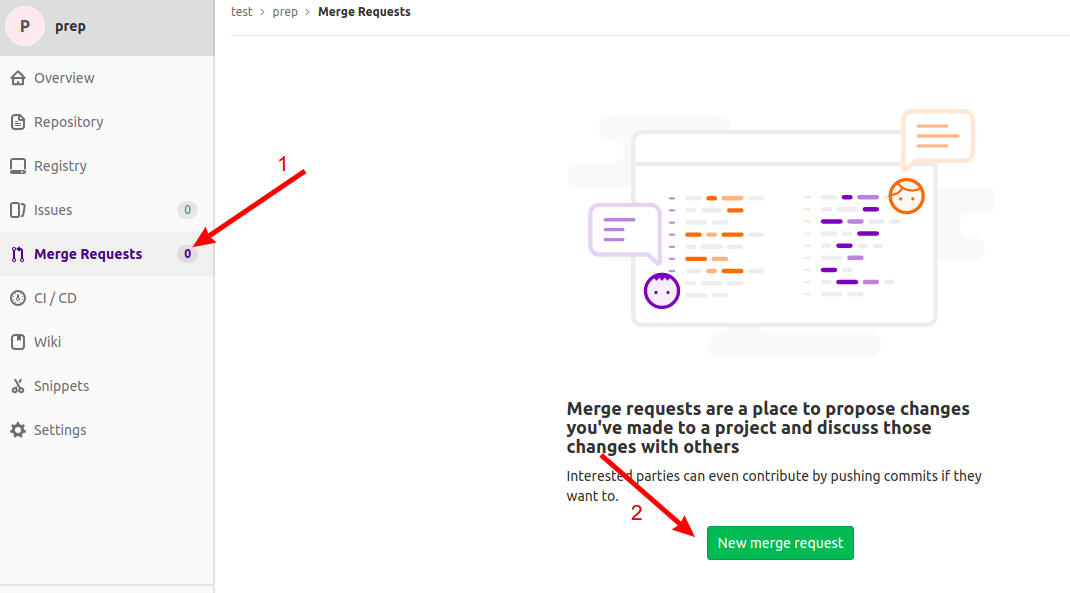 P prep
test > prep > Merge Requests
Overview
Repository
Registry
1
Issues 0
Merge Requests 0
CI / CD
Wiki
Snippets
Settings
Merge requests are a place to propose changes
you've made to a project and discuss those
changes with others
Interested parties can even contribute by pushing commits if they
want to.
2
New merge request